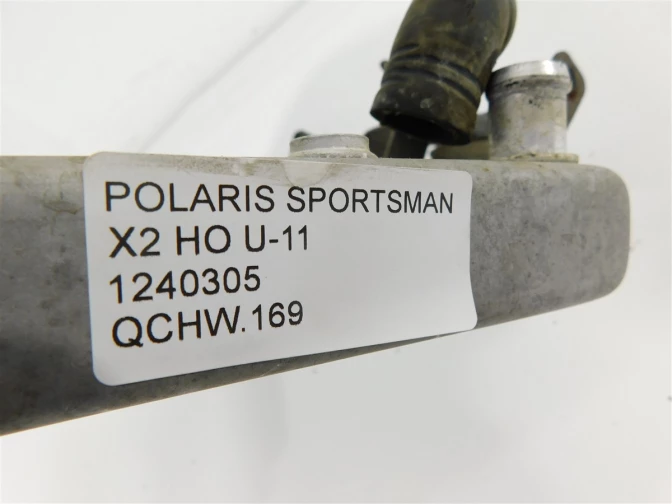 POLARIS SPORTSMAN
X2 HO U-11
1240305
QCHW.169